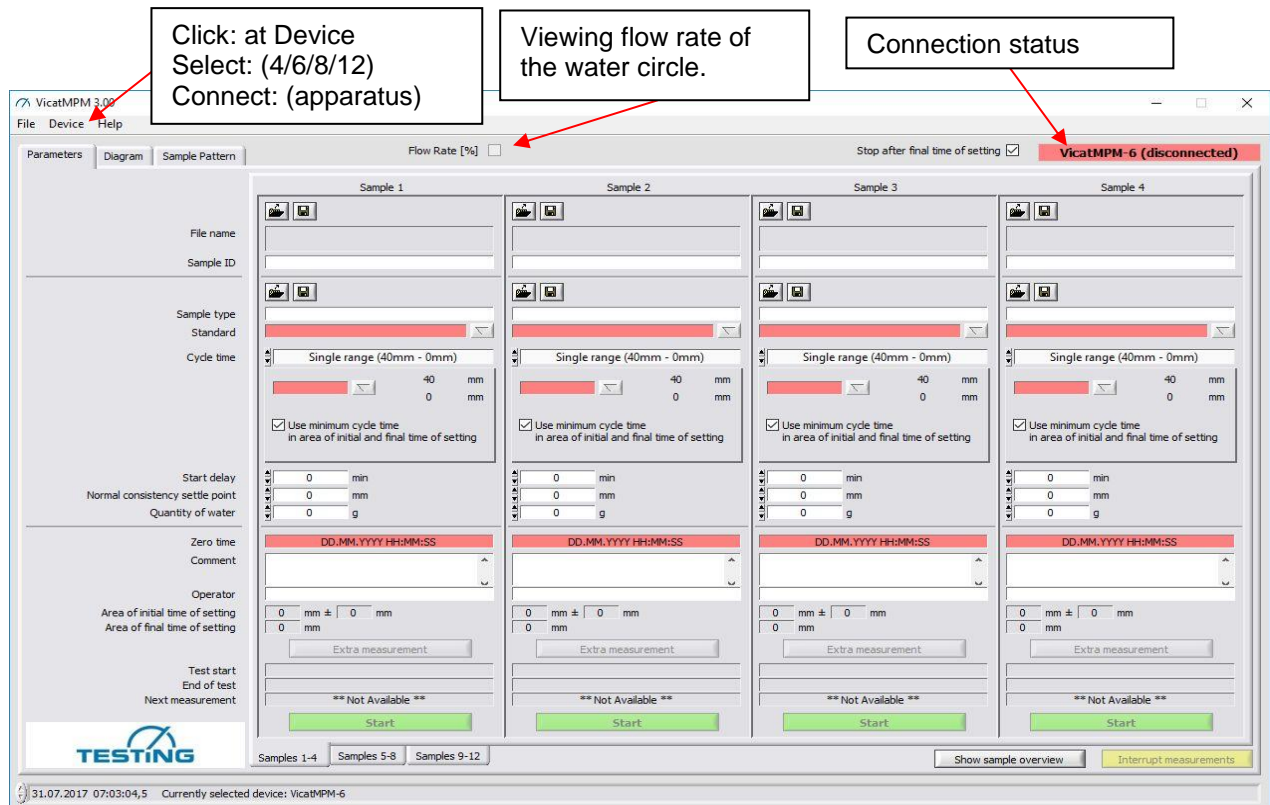 Click: at Device
Select: (4/6/8/12)
Connect: (apparatus)
Viewing flow rate of
the water circle.
Connection status
VicatMPM 3.00
File Device Help
Parameters Diagram Sample Pattern
Flow Rate [%]
Stop after final time of setting
VicatMPM-6 (disconnected)
Sample 1 Sample 2 Sample 3 Sample 4
File name
Sample ID
Sample type
Standard
Cycle time Single range (40mm - 0mm) Single range (40mm - 0mm) Single range (40mm - 0mm) Single range (40mm - 0mm)
40 mm 40 mm 40 mm 40 mm
0 mm 0 mm 0 mm 0 mm
Use minimum cycle time Use minimum cycle time Use minimum cycle time Use minimum cycle time
in area of initial and final time of setting in area of initial and final time of setting in area of initial and final time of setting in area of initial and final time of setting
Start delay 0 min 0 min 0 min 0 min
Normal consistency settle point 0 mm 0 mm 0 mm 0 mm
Quantity of water 0 g 0 g 0 g 0 g
Zero time DD.MM.YYYY HH:MM:SS DD.MM.YYYY HH:MM:SS DD.MM.YYYY HH:MM:SS DD.MM.YYYY HH:MM:SS
Comment
Operator
Area of initial time of setting 0 mm ± 0 mm 0 mm ± 0 mm 0 mm ± 0 mm 0 mm ± 0 mm
Area of final time of setting 0 mm 0 mm 0 mm 0 mm
Extra measurement Extra measurement Extra measurement Extra measurement
Test start
End of test
Next measurement ** Not Available ** ** Not Available ** ** Not Available ** ** Not Available **
Start Start Start Start
TESTING
Samples 1-4 Samples 5-8 Samples 9-12
Show sample overview Interrupt measurements
31.07.2017 07:03:04,5 Currently selected device: VicatMPM-6